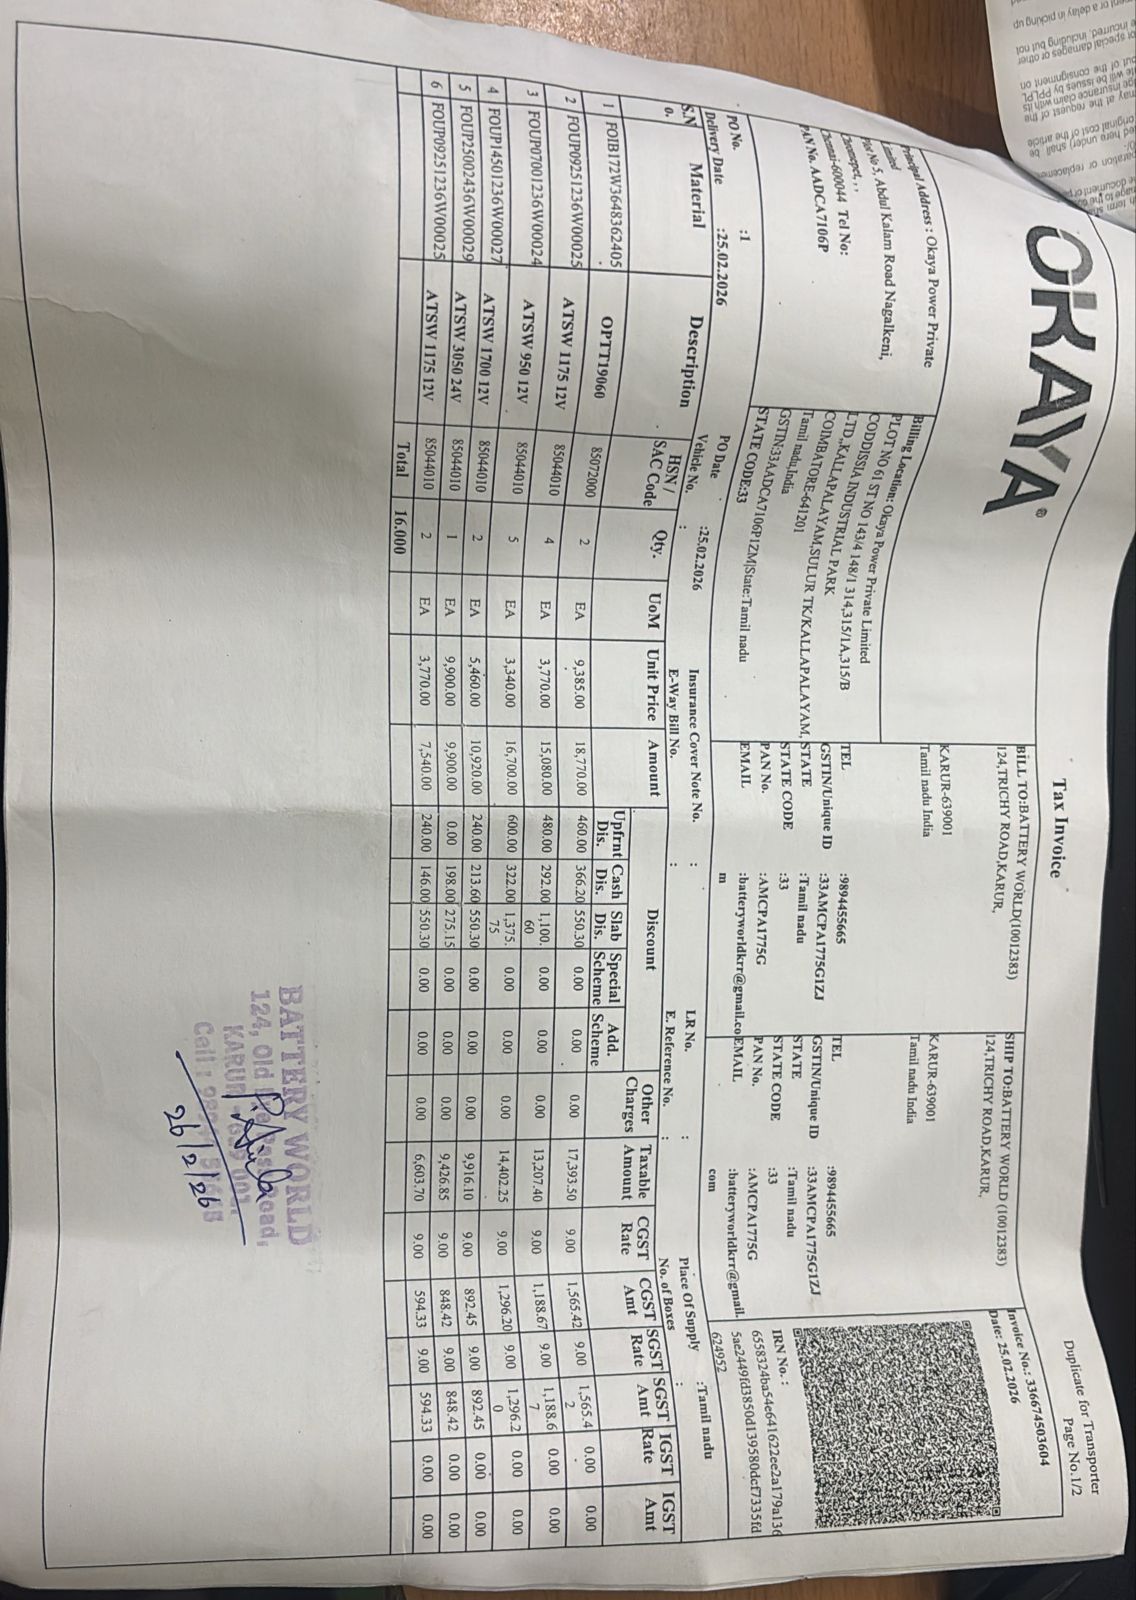 OKAYA®
Tax Invoice
Duplicate for Transporter
Page No.1/2
Principal Address : Okaya Power Private
Limited
Plot No 5, Abdul Kalam Road Nagalkeni,
Chromepet, , ,
Chennai-600044 Tel No:
PAN No. AADCA7106P
Billing Location: Okaya Power Private Limited
PLOT NO 61 ST NO 143/4 148/1 314,315/1A,315/B
CODDISSIA INDUSTRIAL PARK
LTD.,KALLAPALAYAM,SULUR TK/KALLAPALAYAM,
COIMBATORE-641201
Tamil nadu,India
GSTIN:33AADCA7106P1ZM|State:Tamil nadu
STATE CODE:33
BILL TO:BATTERY WORLD(10012383)
124,TRICHY ROAD,KARUR,
KARUR-639001
Tamil nadu India
TEL :9894455665
GSTIN/Unique ID :33AMCPA1775G1ZJ
STATE :Tamil nadu
STATE CODE :33
PAN No. :AMCPA1775G
EMAIL :batteryworldkrr@gmail.co
m
SHIP TO:BATTERY WORLD (10012383)
124,TRICHY ROAD,KARUR,
KARUR-639001
Tamil nadu India
TEL :9894455665
GSTIN/Unique ID :33AMCPA1775G1ZJ
STATE :Tamil nadu
STATE CODE :33
PAN No. :AMCPA1775G
EMAIL :batteryworldkrr@gmail.
com
Invoice No.: 336674503604
Date: 25.02.2026
IRN No. :
6558324ba54e641622ee2a179a13c
5ae2449fd3850d139580dcf7335fd
624952
PO No. :1 PO Date :25.02.2026 Insurance Cover Note No. : LR No. : Place Of Supply :Tamil nadu
Delivery Date :25.02.2026 Vehicle No. : E-Way Bill No. : E. Reference No. : No. of Boxes :
S.No. Material Description HSN / SAC Code Qty. UoM Unit Price Amount Discount Other Charges Taxable Amount CGST Rate CGST Amt SGST Rate SGST Amt IGST Rate IGST Amt
Upfrnt Dis. Cash Dis. Slab Dis. Special Scheme Add. Scheme
1 FOIB172W3648362405 OPTT19060 85072000 2 EA 9,385.00 18,770.00 460.00 366.20 550.30 0.00 0.00 0.00 17,393.50 9.00 1,565.42 9.00 1,565.42 0.00 0.00
2 FOUP09251236W00025 ATSW 1175 12V 85044010 4 EA 3,770.00 15,080.00 480.00 292.00 1,100.60 0.00 0.00 0.00 13,207.40 9.00 1,188.67 9.00 1,188.67 0.00 0.00
3 FOUP07001236W00024 ATSW 950 12V 85044010 5 EA 3,340.00 16,700.00 600.00 322.00 1,375.75 0.00 0.00 0.00 14,402.25 9.00 1,296.20 9.00 1,296.20 0.00 0.00
4 FOUP14501236W00027 ATSW 1700 12V 85044010 2 EA 5,460.00 10,920.00 240.00 213.60 550.30 0.00 0.00 0.00 9,916.10 9.00 892.45 9.00 892.45 0.00 0.00
5 FOUP25002436W00029 ATSW 3050 24V 85044010 1 EA 9,900.00 9,900.00 0.00 198.00 275.15 0.00 0.00 0.00 9,426.85 9.00 848.42 9.00 848.42 0.00 0.00
6 FOUP09251236W00025 ATSW 1175 12V 85044010 2 EA 3,770.00 7,540.00 240.00 146.00 550.30 0.00 0.00 0.00 6,603.70 9.00 594.33 9.00 594.33 0.00 0.00
Total 16.000
BATTERY WORLD
124, Old Road,
KARUR
Cell :
26/2/26